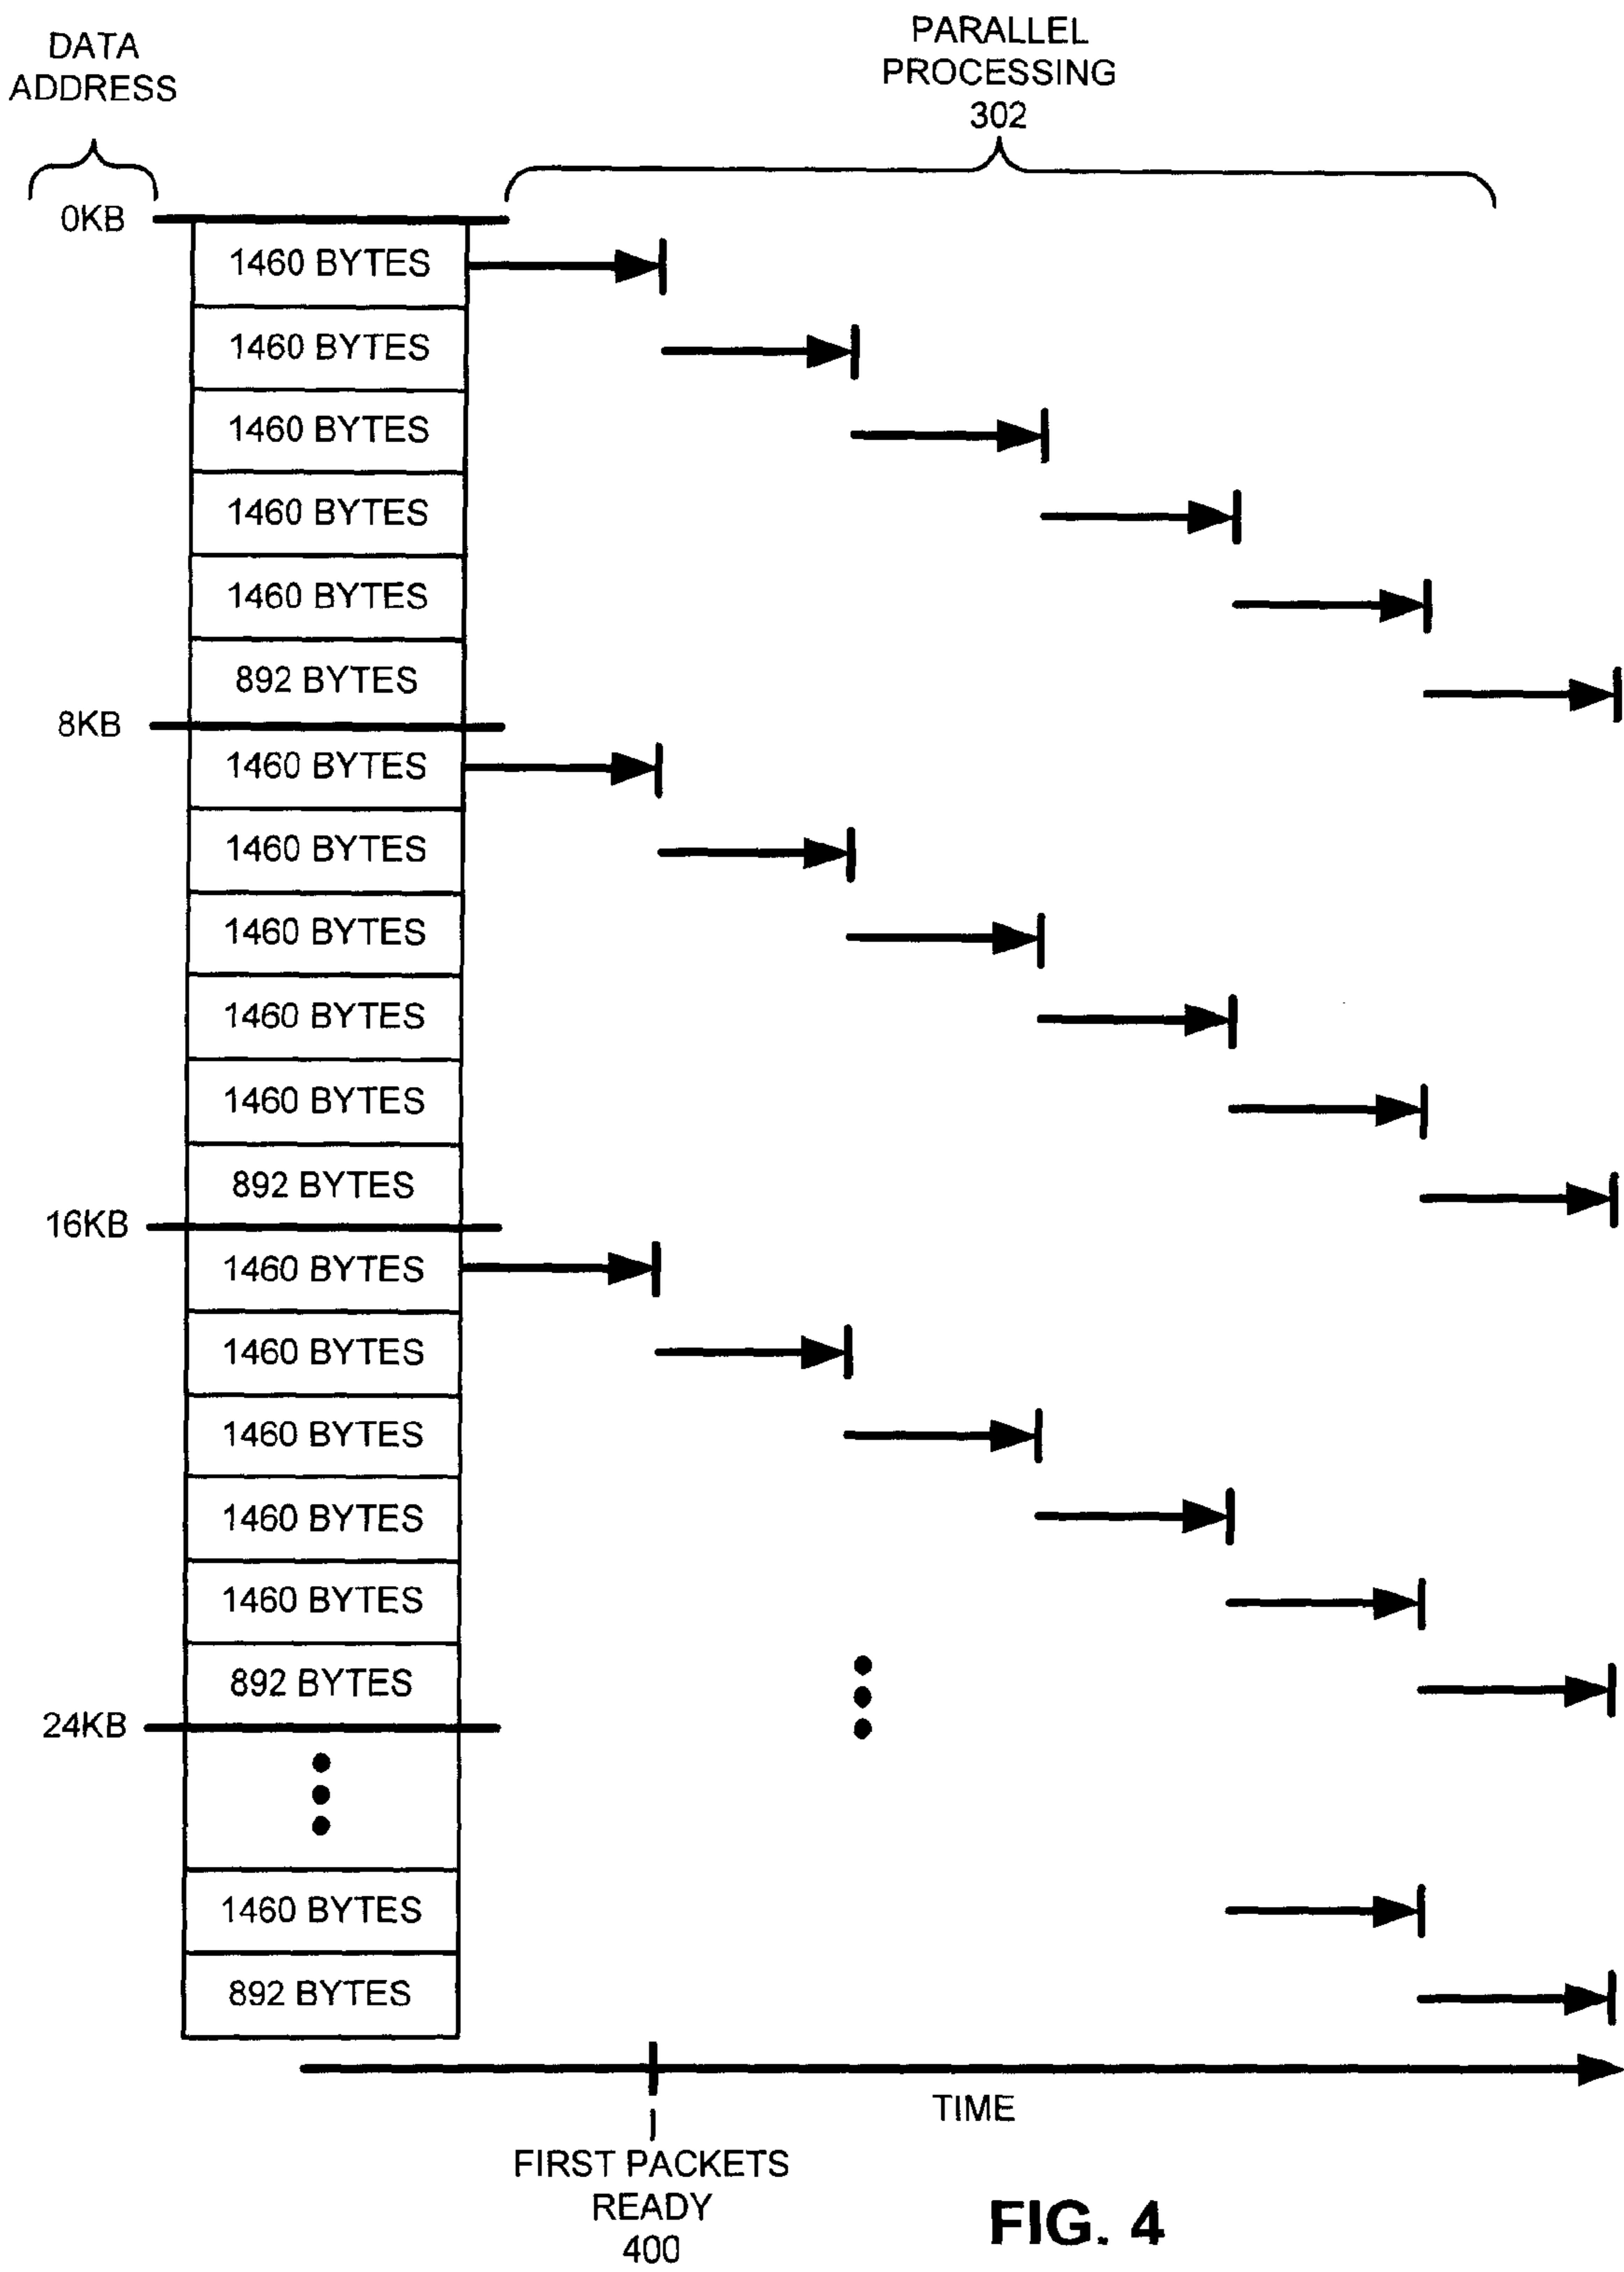 DATA
ADDRESS
PARALLEL
PROCESSING
302
0KB
1460 BYTES
1460 BYTES
1460 BYTES
1460 BYTES
1460 BYTES
892 BYTES
8KB
1460 BYTES
1460 BYTES
1460 BYTES
1460 BYTES
1460 BYTES
892 BYTES
16KB
1460 BYTES
1460 BYTES
1460 BYTES
1460 BYTES
1460 BYTES
892 BYTES
24KB
1460 BYTES
892 BYTES
TIME
FIRST PACKETS
READY
400
FIG. 4